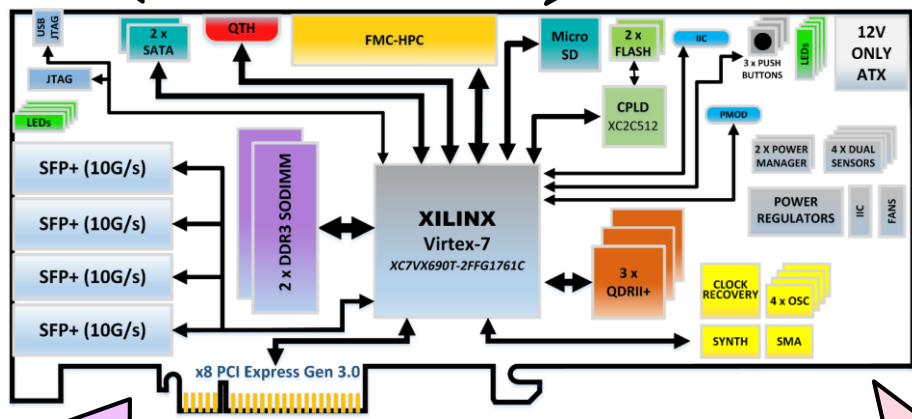 USB
JTAG
2 x
SATA
QTH
FMC-HPC
Micro
SD
2 x
FLASH
IIC
3 x PUSH
BUTTONS
LEDs
12V
ONLY
ATX
JTAG
LEDs
CPLD
XC2C512
PMOD
2 X POWER
MANAGER
4 X DUAL
SENSORS
SFP+ (10G/s)
SFP+ (10G/s)
SFP+ (10G/s)
SFP+ (10G/s)
2 x DDR3 SODIMM
XILINX
Virtex-7
XC7VX690T-2FFG1761C
POWER
REGULATORS
IIC
FANS
3 x
QDRII+
CLOCK
RECOVERY
4 x OSC
SYNTH
SMA
x8 PCI Express Gen 3.0